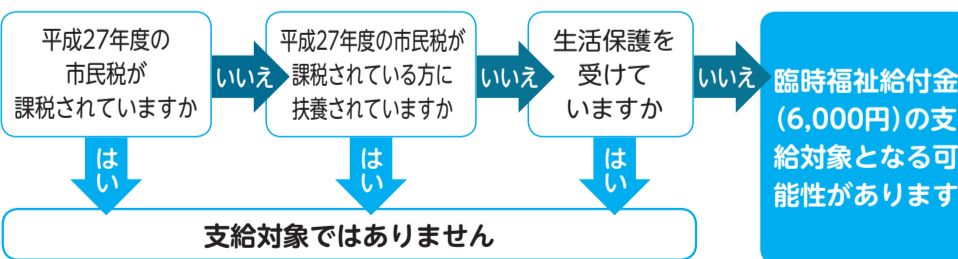 平成27年度の
市民税が
課税されていますか
いいえ
平成27年度の市民税が
課税されている方に
扶養されていますか
いいえ
生活保護を
受けて
いますか
いいえ
臨時福祉給付金
(6,000円)の支
給対象となる可
能性があります
はい
はい
はい
支給対象ではありません